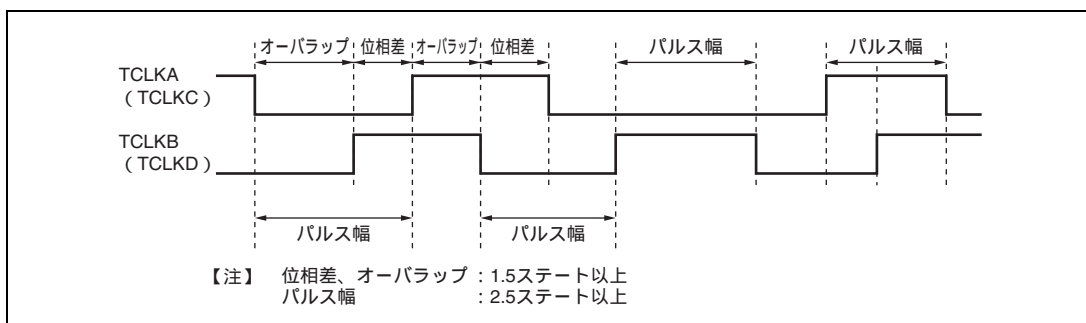 オーバラップ 位相差 オーバラップ 位相差 パルス幅 パルス幅
TCLKA
(TCLKC)
TCLKB
(TCLKD)
パルス幅 パルス幅
【注】 位相差、オーバラップ : 1.5ステート以上
パルス幅 : 2.5ステート以上